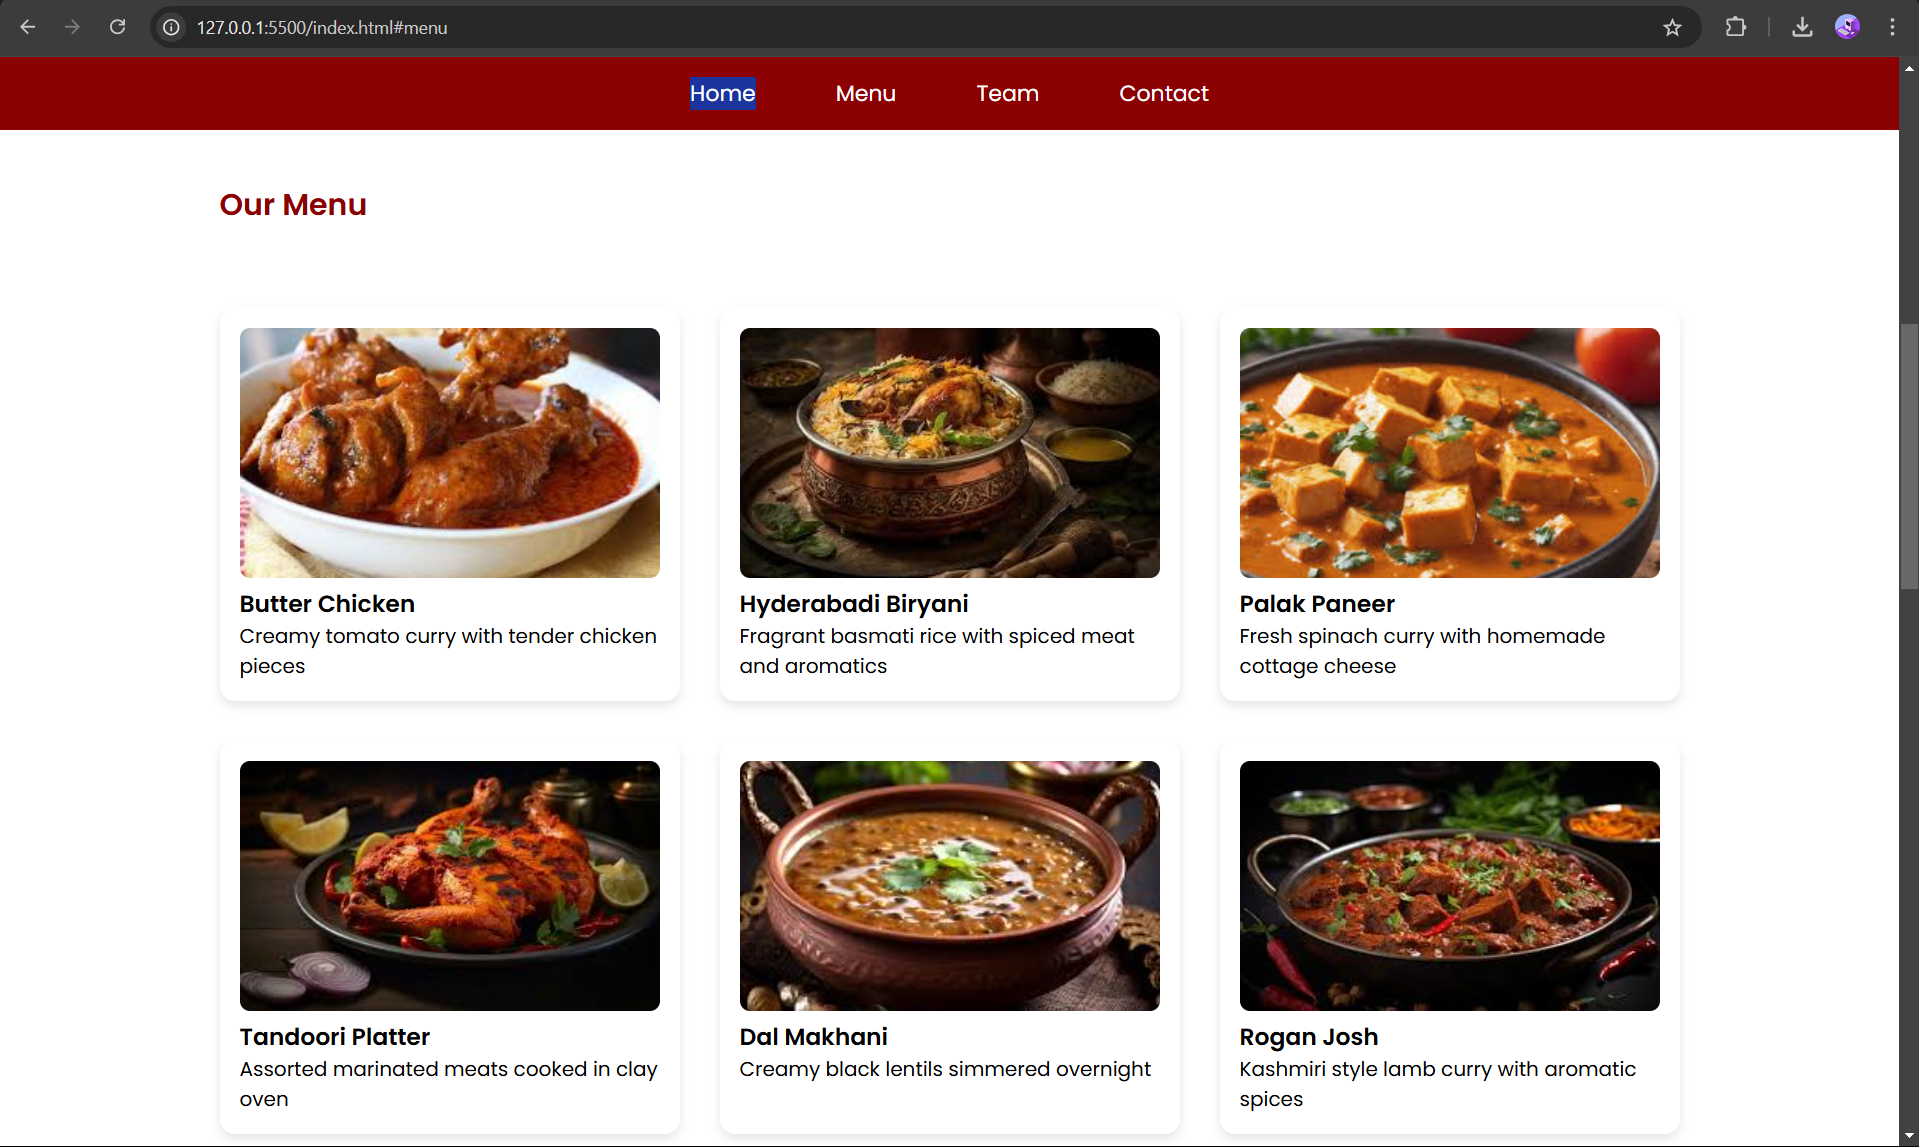 127.0.0.1:5500/index.html#menu
Home Menu Team Contact
Our Menu
Butter Chicken
Creamy tomato curry with tender chicken
pieces
Hyderabadi Biryani
Fragrant basmati rice with spiced meat
and aromatics
Palak Paneer
Fresh spinach curry with homemade
cottage cheese
Tandoori Platter
Assorted marinated meats cooked in clay
oven
Dal Makhani
Creamy black lentils simmered overnight
Rogan Josh
Kashmiri style lamb curry with aromatic
spices